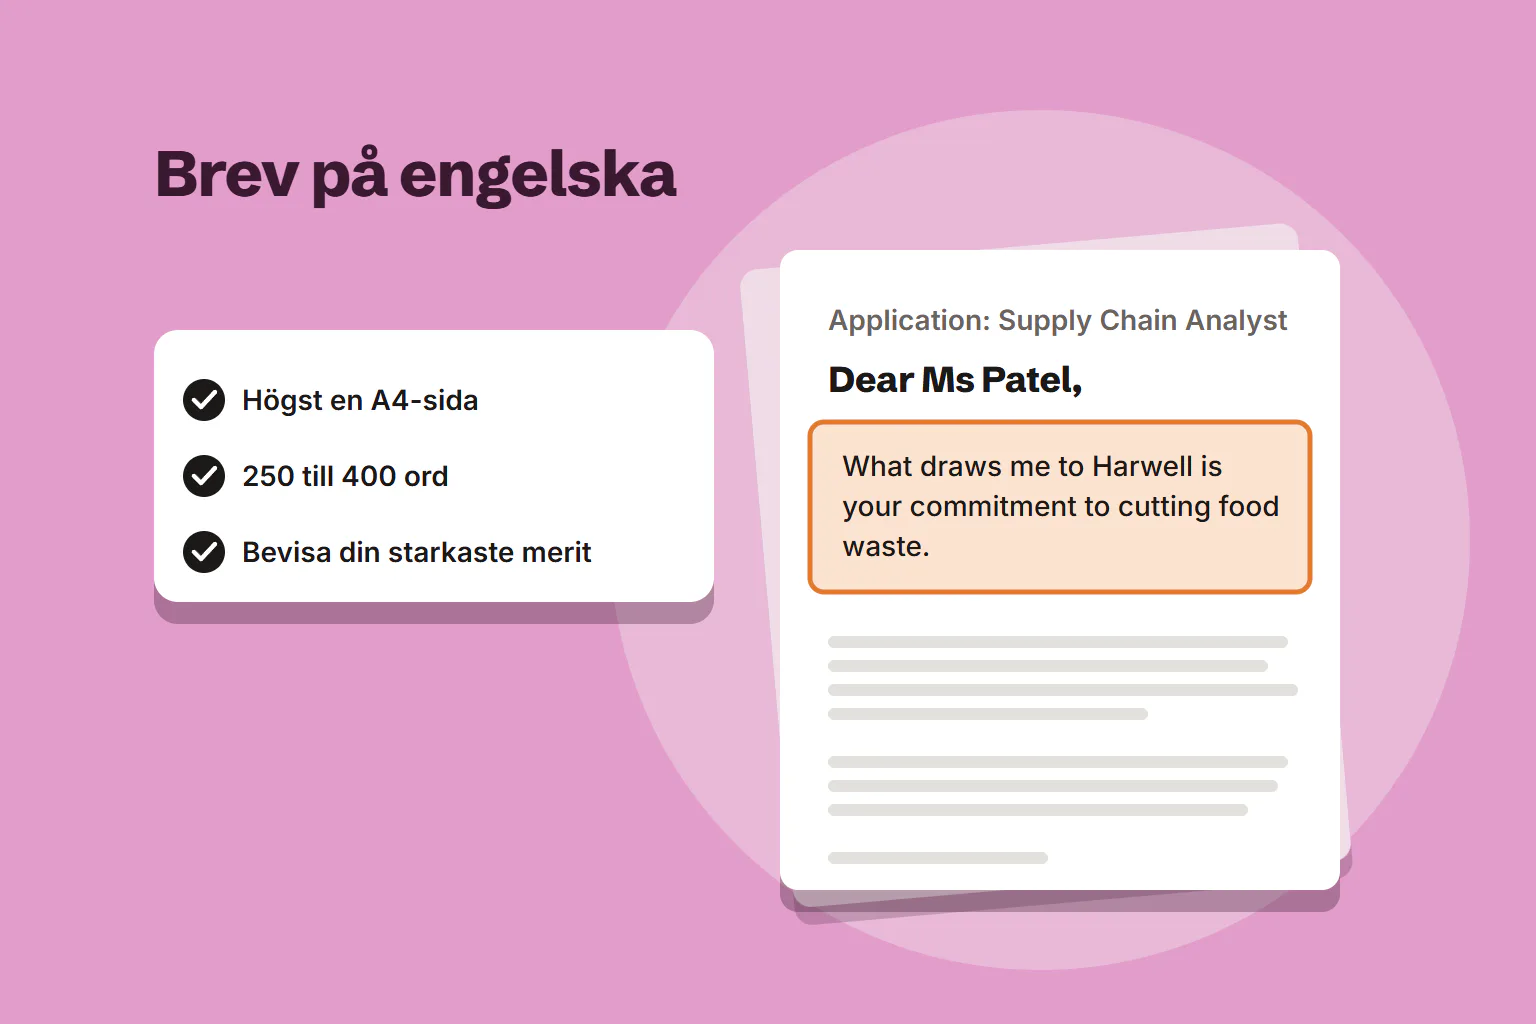 Brev på engelska
Högst en A4-sida
250 till 400 ord
Bevisa din starkaste merit
Application: Supply Chain Analyst
Dear Ms Patel,
What draws me to Harwell is
your commitment to cutting food
waste.